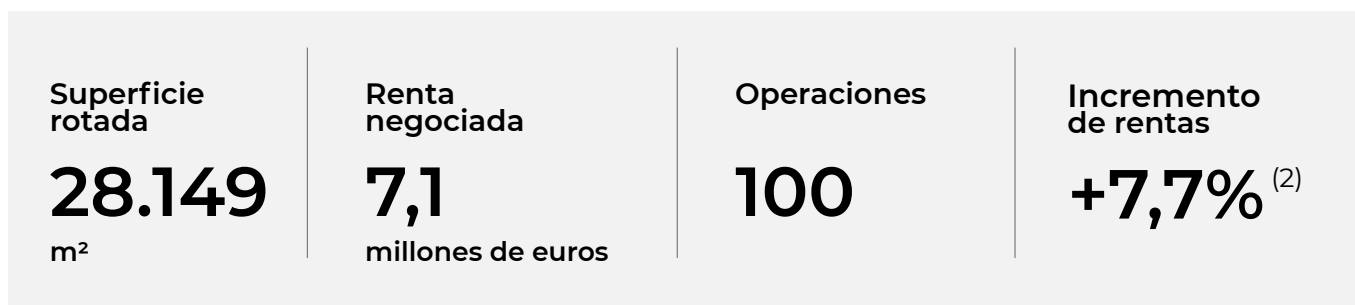 Superficie
rotada
28.149
m²
Renta
negociada
7,1
millones de euros
Operaciones
100
Incremento
de rentas
+7,7% (2)